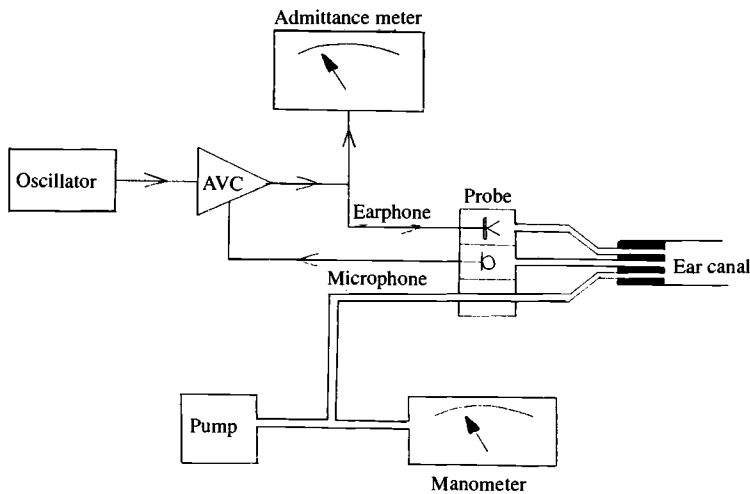 Admittance meter
Oscillator
AVC
Probe
Earphone
Ear canal
Microphone
Pump
Manometer